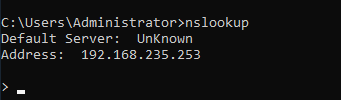 C:\Users\Administrator>nslookup
Default Server:  UnKnown
Address:  192.168.235.253
>